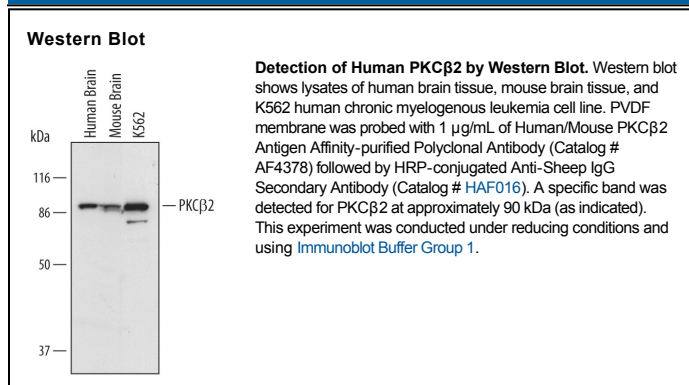 Western Blot
Human Brain
Mouse Brain
K562
kDa
116
86
50
37
PKCβ2
Detection of Human PKCβ2 by Western Blot. Western blot
shows lysates of human brain tissue, mouse brain tissue, and
K562 human chronic myelogenous leukemia cell line. PVDF
membrane was probed with 1 µg/mL of Human/Mouse PKCβ2
Antigen Affinity-purified Polyclonal Antibody (Catalog #
AF4378) followed by HRP-conjugated Anti-Sheep IgG
Secondary Antibody (Catalog # HAF016). A specific band was
detected for PKCβ2 at approximately 90 kDa (as indicated).
This experiment was conducted under reducing conditions and
using Immunoblot Buffer Group 1.